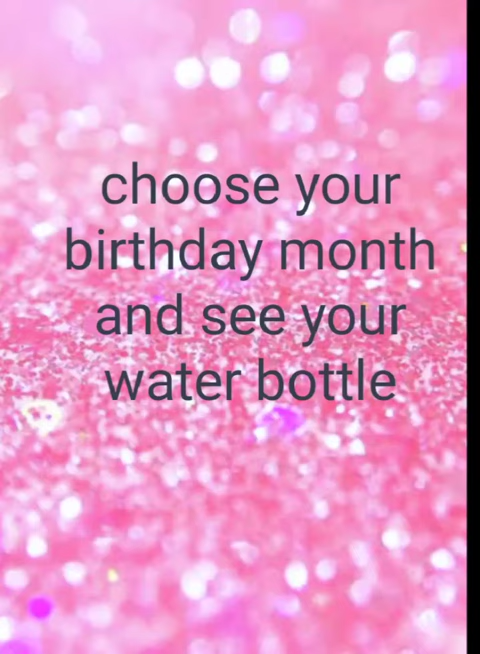 choose your
birthday month
and see your
water bottle